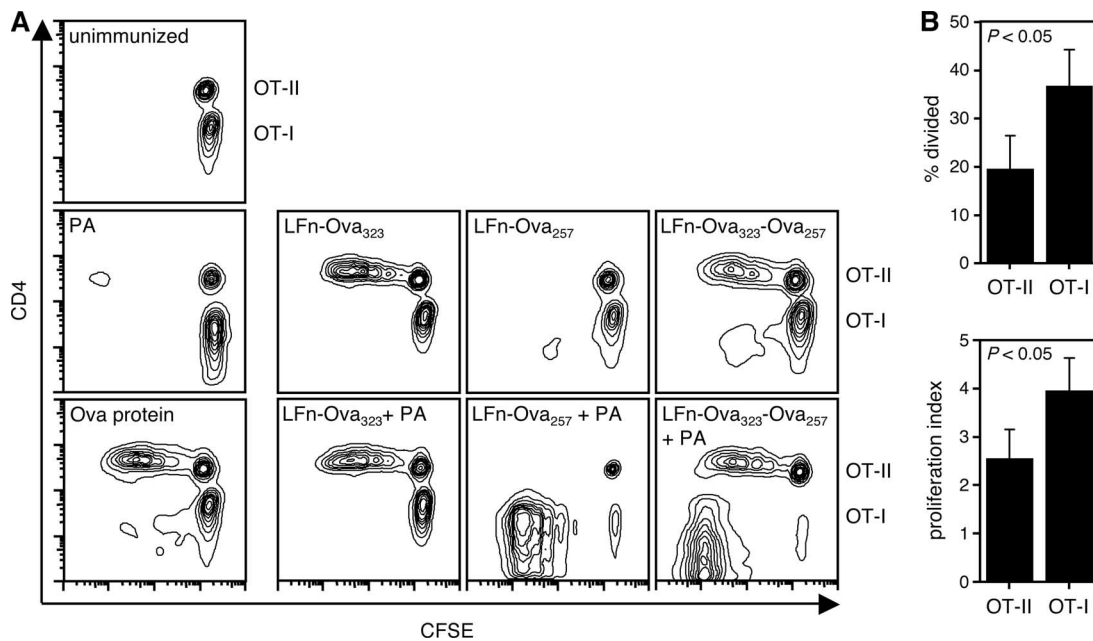 A
unimmunized
OT-II
OT-I
PA
LFn-Ova₃₂₃
LFn-Ova₂₅₇
LFn-Ova₃₂₃-Ova₂₅₇
OT-II
OT-I
Ova protein
LFn-Ova₃₂₃+ PA
LFn-Ova₂₅₇ + PA
LFn-Ova₃₂₃-Ova₂₅₇
+ PA
OT-II
OT-I
CD4
CFSE
B
P < 0.05
% divided
50
40
30
20
10
0
OT-II
OT-I
P < 0.05
proliferation index
5
4
3
2
1
0
OT-II
OT-I